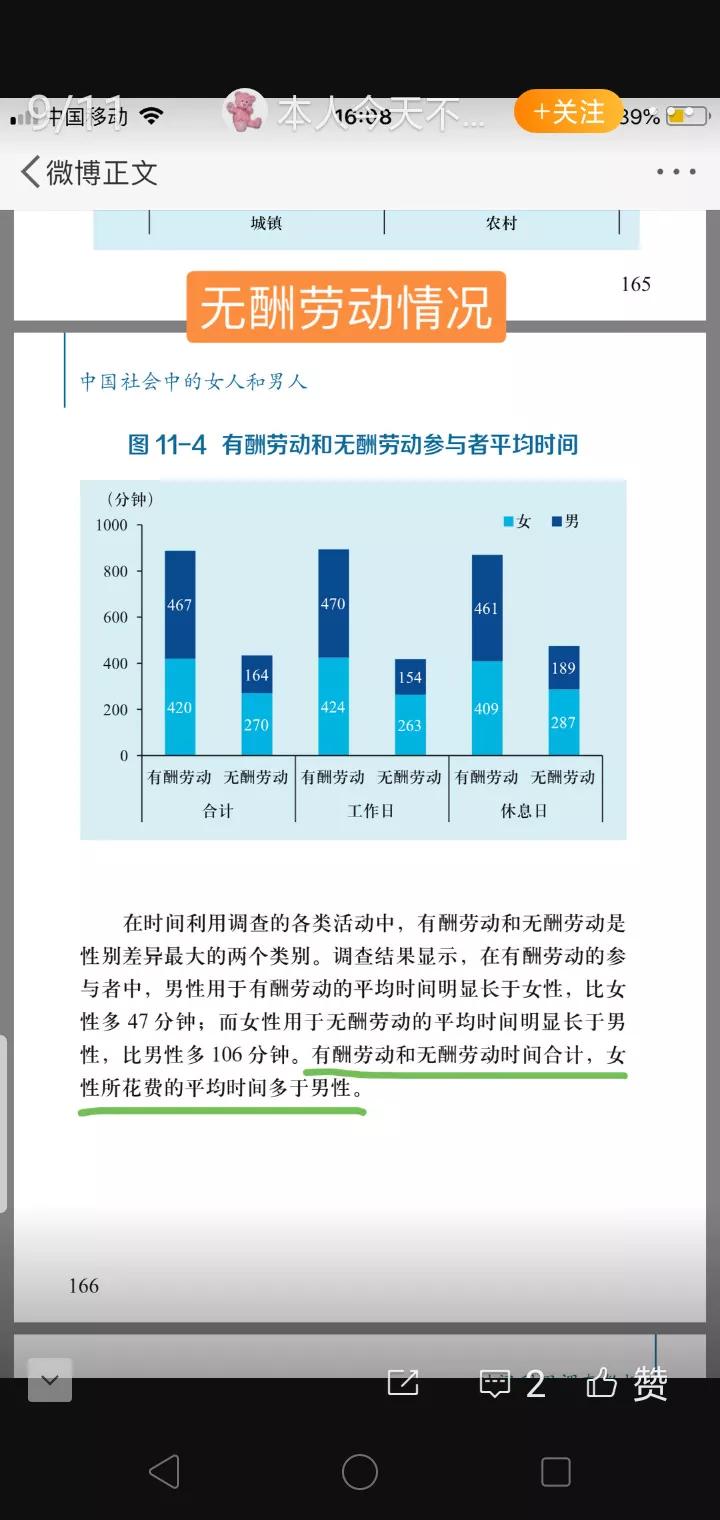 9/11
中国移动
本人今天不...
16:08
+关注
39%
微博正文
城镇 农村
165
无酬劳动情况
中国社会中的女人和男人
图 11-4 有酬劳动和无酬劳动参与者平均时间
（分钟）
女 男
1000
800
600
400
200
0
467 164 470 154 461 189
420 270 424 263 409 287
有酬劳动 无酬劳动 有酬劳动 无酬劳动 有酬劳动 无酬劳动
合计 工作日 休息日
在时间利用调查的各类活动中，有酬劳动和无酬劳动是
性别差异最大的两个类别。调查结果显示，在有酬劳动的参
与者中，男性用于有酬劳动的平均时间明显长于女性，比女
性多 47 分钟；而女性用于无酬劳动的平均时间明显长于男
性，比男性多 106 分钟。有酬劳动和无酬劳动时间合计，女
性所花费的平均时间多于男性。
166
2 赞